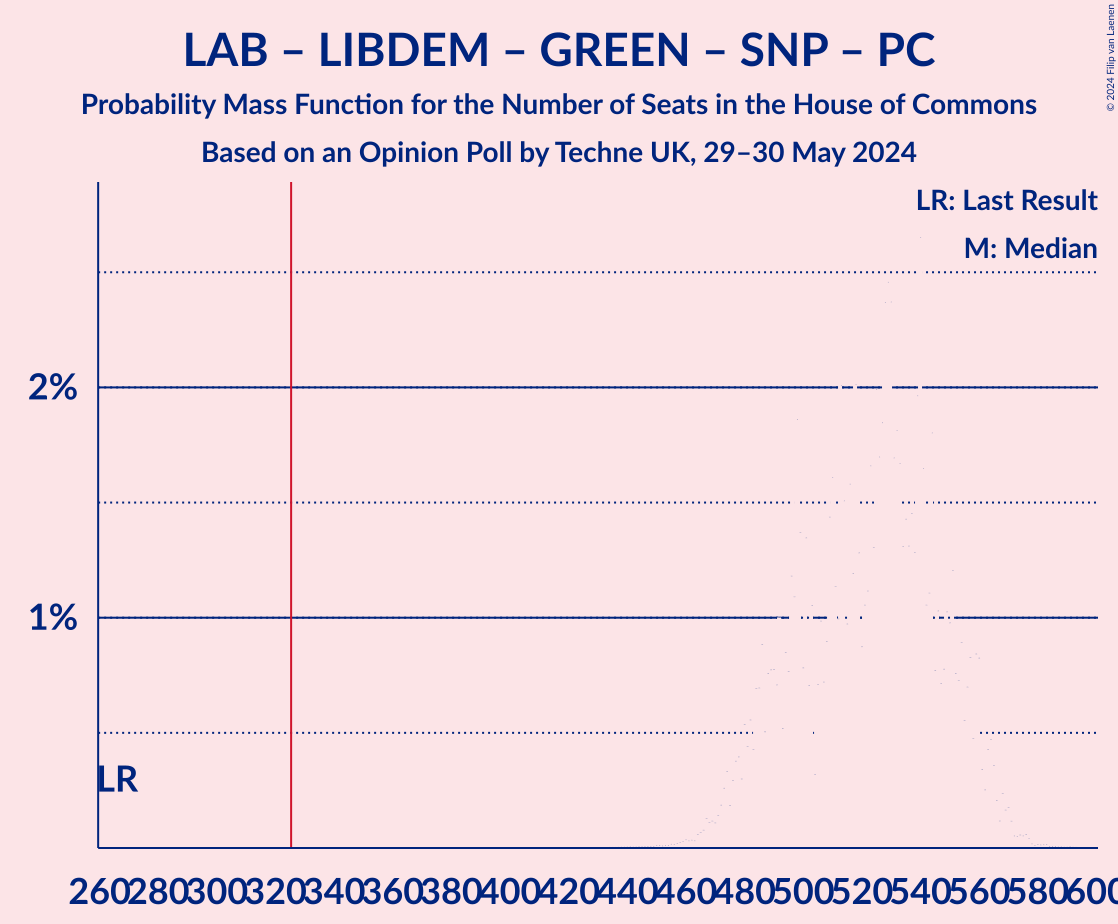 LAB – LIBDEM – GREEN – SNP – PC
Probability Mass Function for the Number of Seats in the House of Commons
Based on an Opinion Poll by Techne UK, 29–30 May 2024
© 2024 Filip van Laenen
LR: Last Result
M: Median
2%
1%
LR
260 280 300 320 340 360 380 400 420 440 460 480 500 520 540 560 580 600